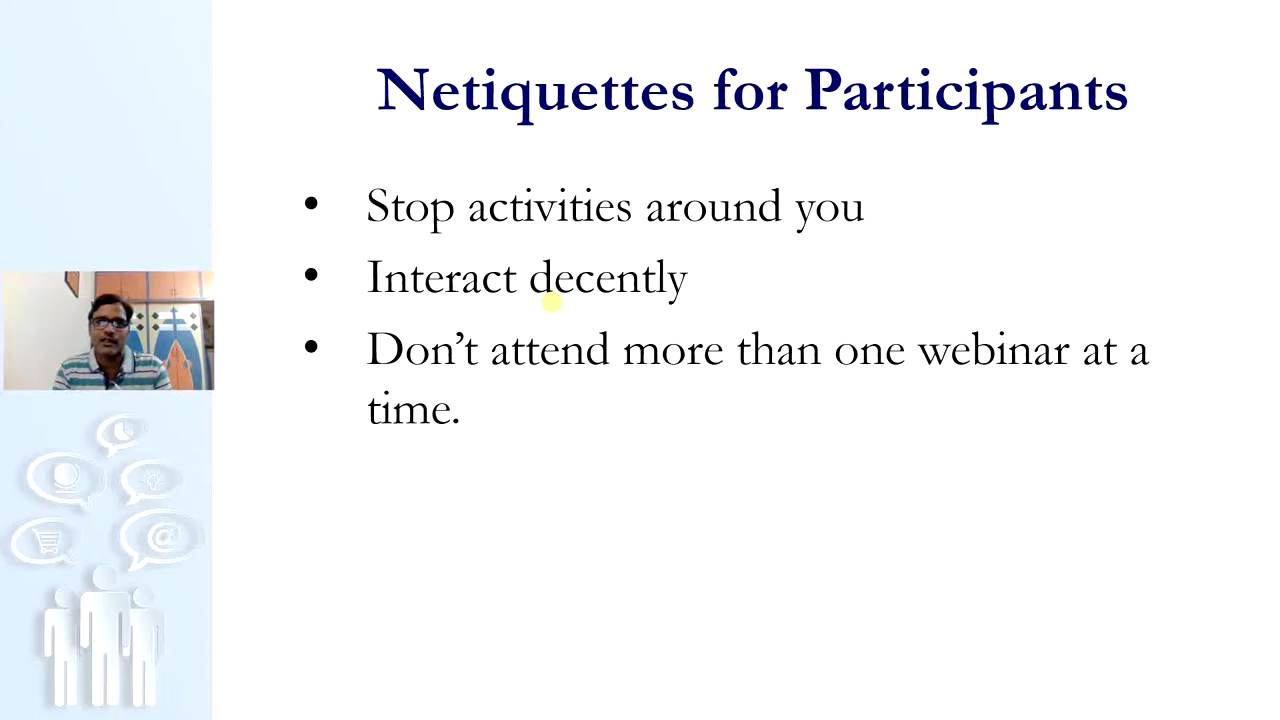 Netiquettes for Participants
• Stop activities around you
• Interact decently
• Don’t attend more than one webinar at a
time.
@